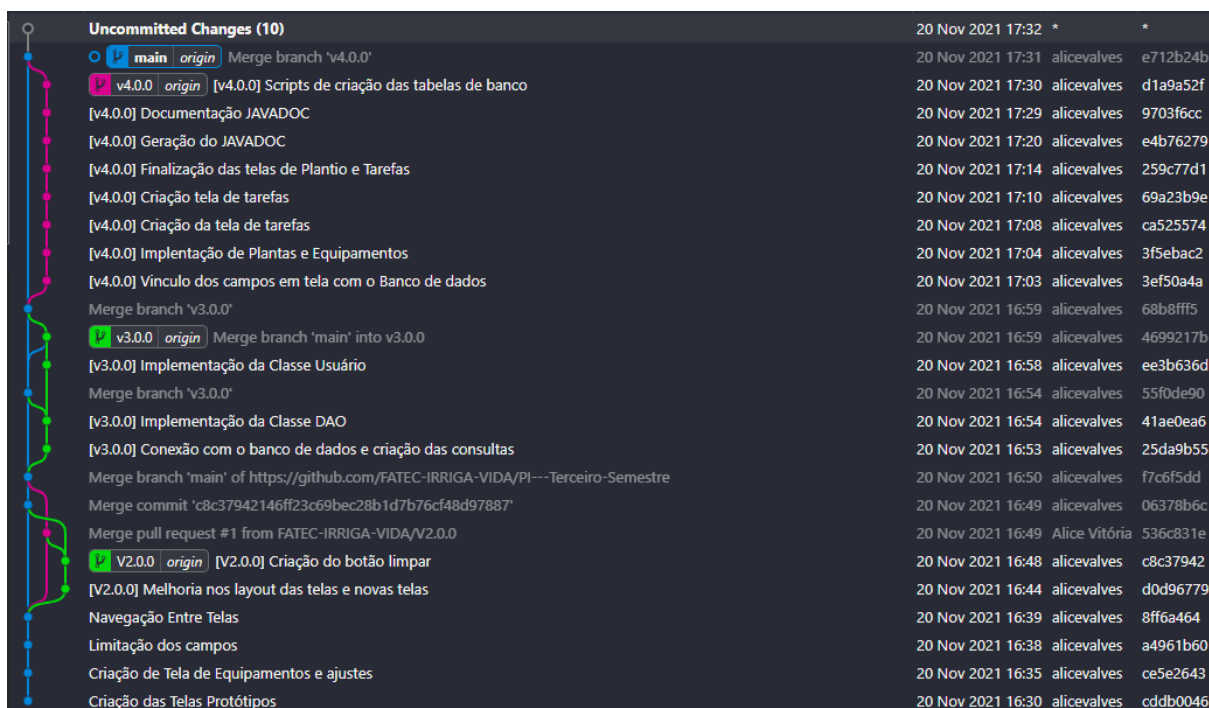 Uncommitted Changes (10) 20 Nov 2021 17:32 * *
main origin Merge branch 'v4.0.0' 20 Nov 2021 17:31 alicevalves e712b24b
v4.0.0 origin [v4.0.0] Scripts de criação das tabelas de banco 20 Nov 2021 17:30 alicevalves d1a9a52f
[v4.0.0] Documentação JAVADOC 20 Nov 2021 17:29 alicevalves 9703f6cc
[v4.0.0] Geração do JAVADOC 20 Nov 2021 17:20 alicevalves e4b76279
[v4.0.0] Finalização das telas de Plantio e Tarefas 20 Nov 2021 17:14 alicevalves 259c77d1
[v4.0.0] Criação tela de tarefas 20 Nov 2021 17:10 alicevalves 69a23b9e
[v4.0.0] Criação da tela de tarefas 20 Nov 2021 17:08 alicevalves ca525574
[v4.0.0] Implentação de Plantas e Equipamentos 20 Nov 2021 17:04 alicevalves 3f5ebac2
[v4.0.0] Vinculo dos campos em tela com o Banco de dados 20 Nov 2021 17:03 alicevalves 3ef50a4a
Merge branch 'v3.0.0' 20 Nov 2021 16:59 alicevalves 68b8fff5
v3.0.0 origin Merge branch 'main' into v3.0.0 20 Nov 2021 16:59 alicevalves 4699217b
[v3.0.0] Implementação da Classe Usuário 20 Nov 2021 16:58 alicevalves ee3b636d
Merge branch 'v3.0.0' 20 Nov 2021 16:54 alicevalves 55f0de90
[v3.0.0] Implementação da Classe DAO 20 Nov 2021 16:54 alicevalves 41ae0ea6
[v3.0.0] Conexão com o banco de dados e criação das consultas 20 Nov 2021 16:53 alicevalves 25da9b55
Merge branch 'main' of https://github.com/FATEC-IRRIGA-VIDA/PI---Terceiro-Semestre 20 Nov 2021 16:50 alicevalves f7c6f5dd
Merge commit 'c8c37942146ff23c69bec28b1d7b76cf48d97887' 20 Nov 2021 16:49 alicevalves 06378b6c
Merge pull request #1 from FATEC-IRRIGA-VIDA/V2.0.0 20 Nov 2021 16:49 Alice Vitória 536c831e
V2.0.0 origin [V2.0.0] Criação do botão limpar 20 Nov 2021 16:48 alicevalves c8c37942
[V2.0.0] Melhoria nos layout das telas e novas telas 20 Nov 2021 16:44 alicevalves d0d96779
Navegação Entre Telas 20 Nov 2021 16:39 alicevalves 8ff6a464
Limitação dos campos 20 Nov 2021 16:38 alicevalves a4961b60
Criação de Tela de Equipamentos e ajustes 20 Nov 2021 16:35 alicevalves ce5e2643
Criação das Telas Protótipos 20 Nov 2021 16:30 alicevalves cddb0046